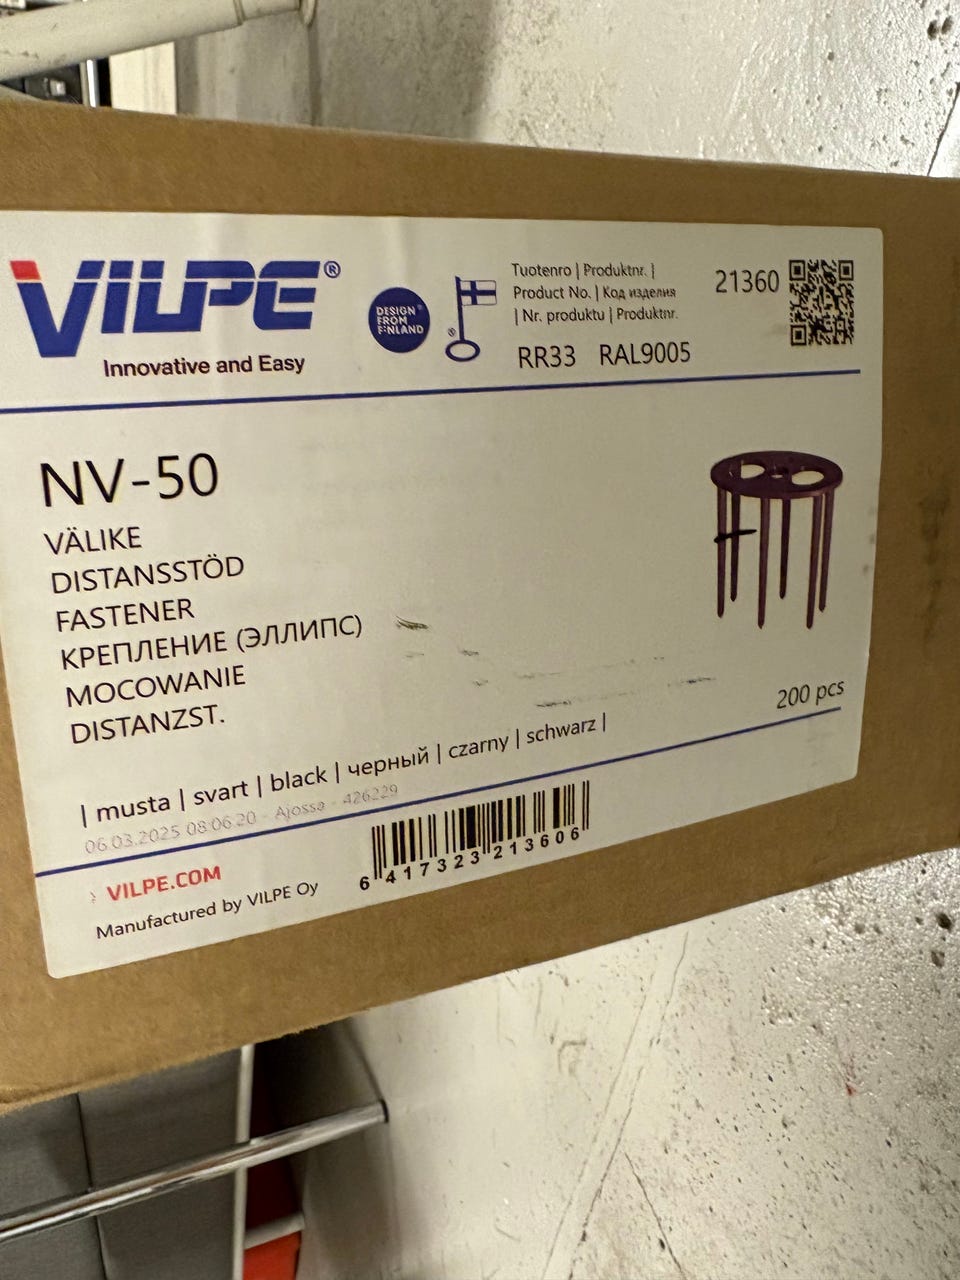 VILPE®
Innovative and Easy
DESIGN®
FROM
FINLAND
®
Tuotenro | Produktnr. |
Product No. | Код изделия
| Nr. produktu | Produktnr.
21360
RR33 RAL9005
NV-50
VÄLIKE
DISTANSSTÖD
FASTENER
КРЕПЛЕНИЕ (ЭЛЛИПС)
MOCOWANIE
DISTANZST.
200 pcs
| musta | svart | black | черный | czarny | schwarz |
06.03.2025 08:06:20 - Ajossa - 426229
VILPE.COM
Manufactured by VILPE Oy
6 417323 213606